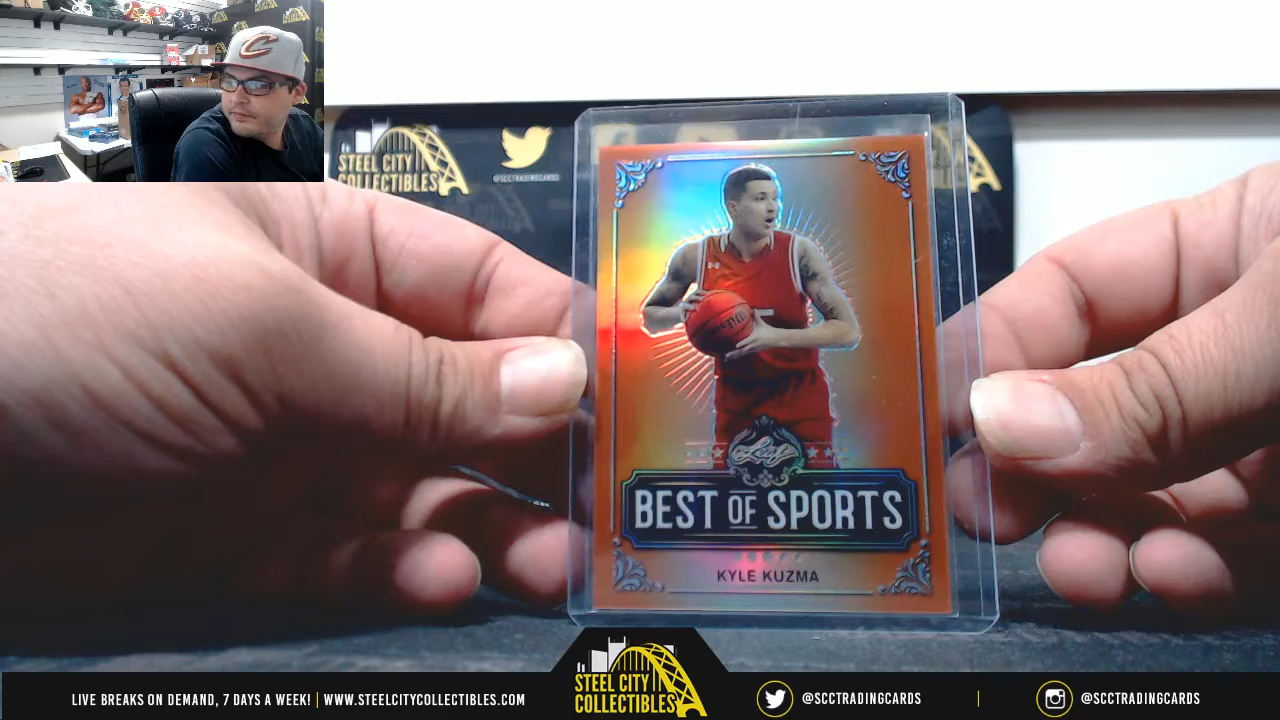 C
STEEL CITY
COLLECTIBLES
@SCCTRADINGCARDS
Leaf
BEST OF SPORTS
KYLE KUZMA
LIVE BREAKS ON DEMAND, 7 DAYS A WEEK! | WWW.STEELCITYCOLLECTIBLES.COM
STEEL CITY
COLLECTIBLES
@SCCTRADINGCARDS
@SCCTRADINGCARDS